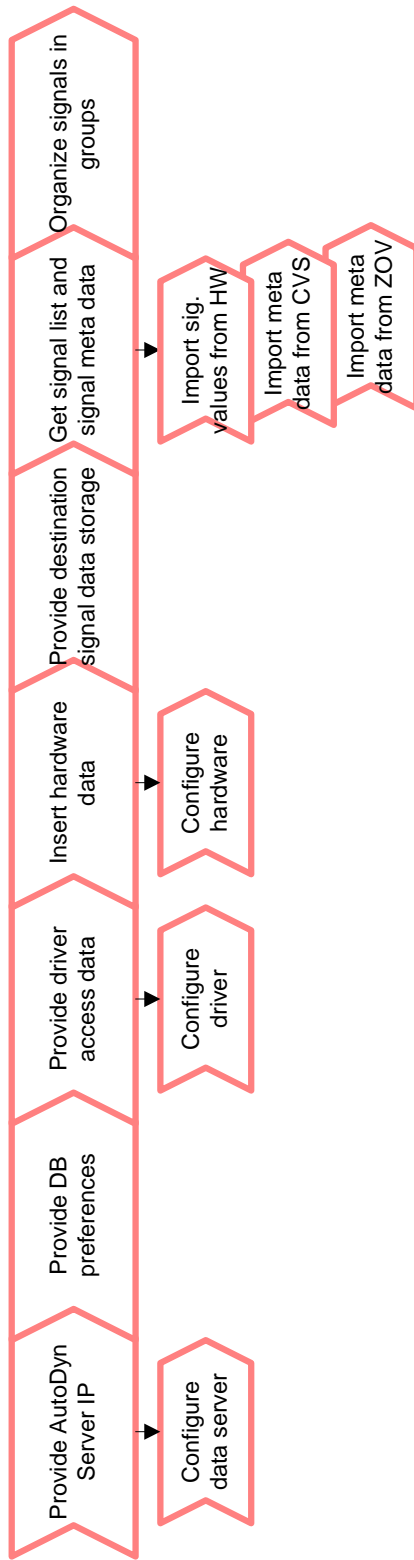 Provide AutoDyn
Server IP
Provide DB
preferences
Provide driver
access data
Insert hardware
data
Provide destination
signal data storage
Get signal list and
signal meta data
Organize signals in
groups
Configure
data server
Configure
driver
Configure
hardware
Import sig.
values from HW
Import meta
data from CVS
Import meta
data from ZOV